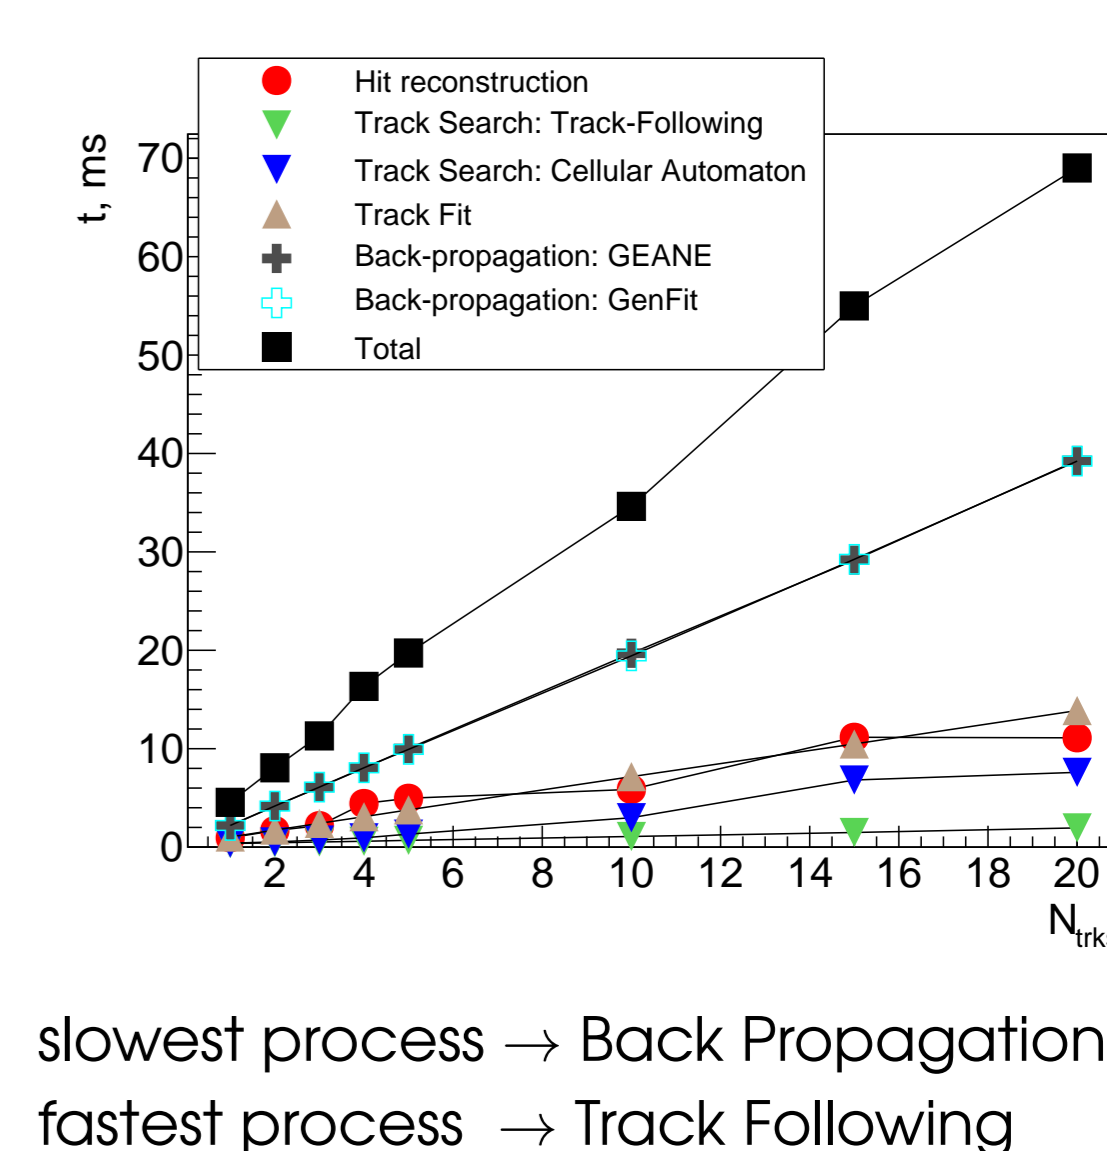 Hit reconstruction
Track Search: Track-Following
Track Search: Cellular Automaton
Track Fit
Back-propagation: GEANE
Back-propagation: GenFit
Total
t, ms
70
60
50
40
30
20
10
0
2 4 6 8 10 12 14 16 18 20
N_trks
slowest process → Back Propagation
fastest process → Track Following